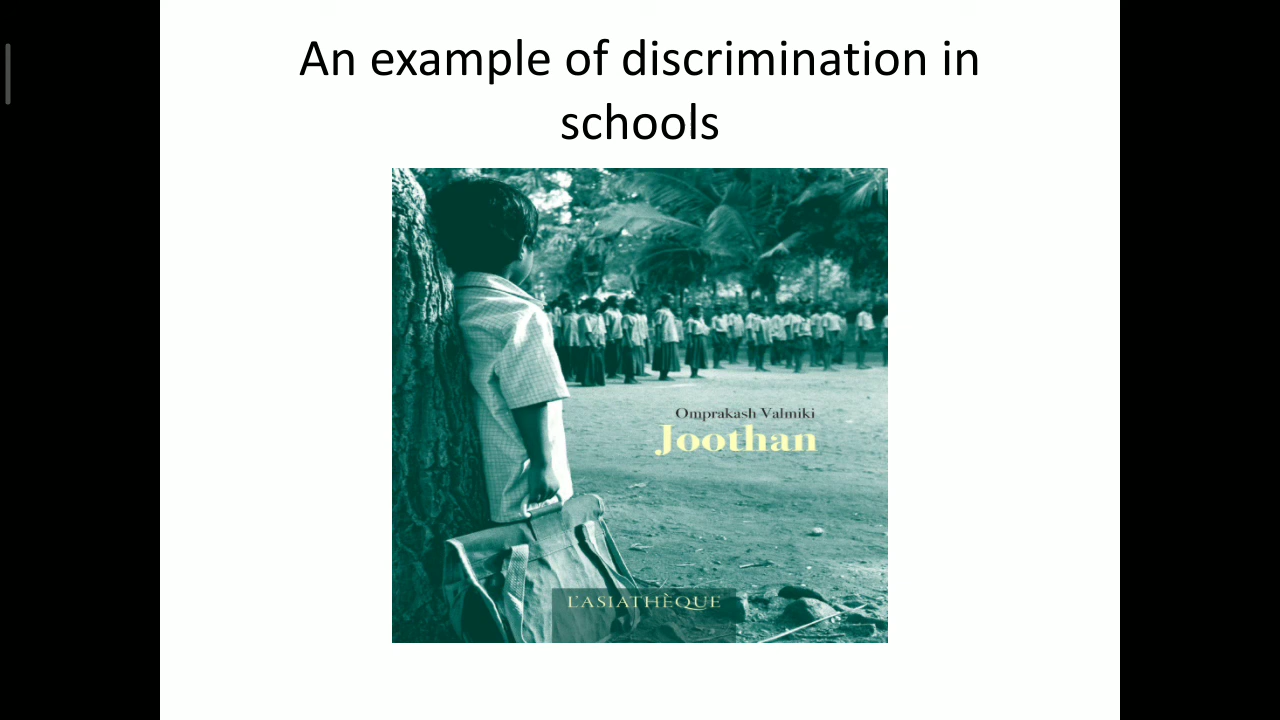 An example of discrimination in
schools
Omprakash Valmiki
Joothan
L'ASIATHÈQUE